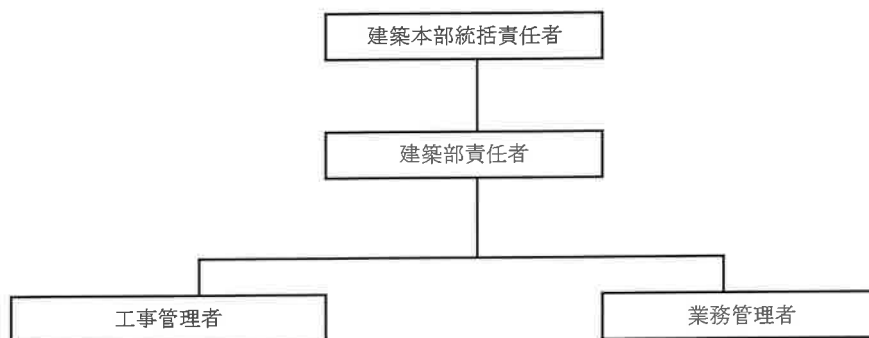 建築本部統括責任者
建築部責任者
工事管理者
業務管理者